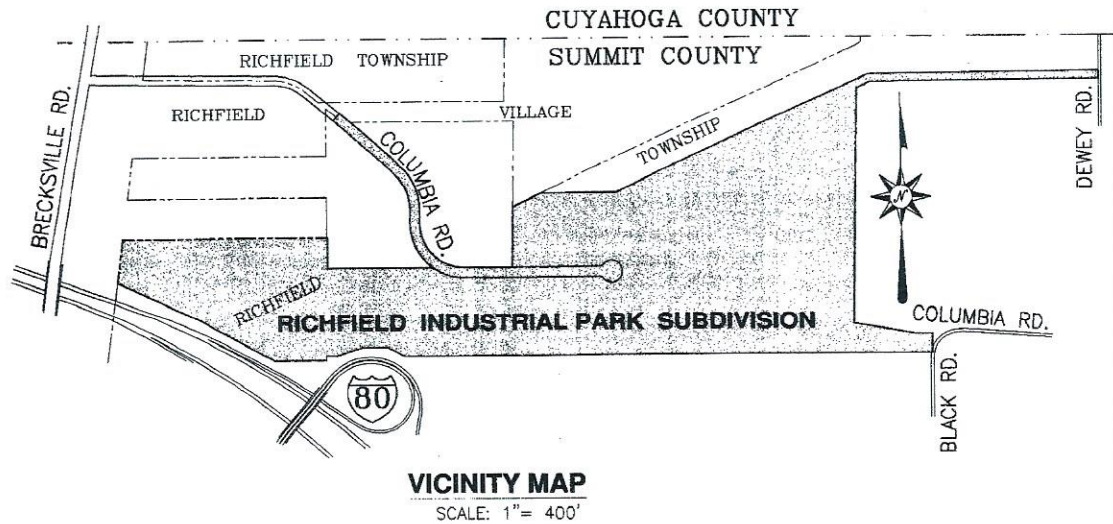 CUYAHOGA COUNTY
SUMMIT COUNTY
RICHFIELD TOWNSHIP
RICHFIELD VILLAGE
BRECKSVILLE RD.
COLUMBIA RD.
TOWNSHIP
DEWEY RD.
N
RICHFIELD
RICHFIELD INDUSTRIAL PARK SUBDIVISION
COLUMBIA RD.
BLACK RD.
80
VICINITY MAP
SCALE: 1"= 400'